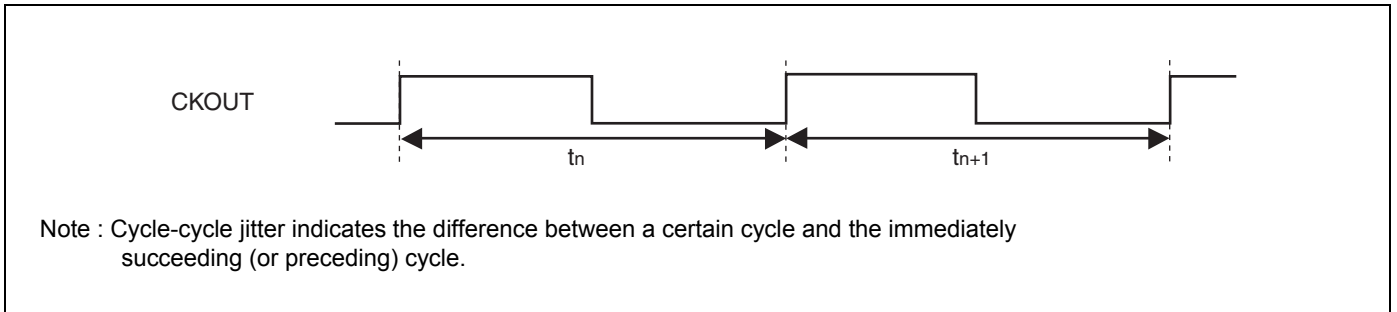 CKOUT
tn
tn+1
Note : Cycle-cycle jitter indicates the difference between a certain cycle and the immediately
succeeding (or preceding) cycle.